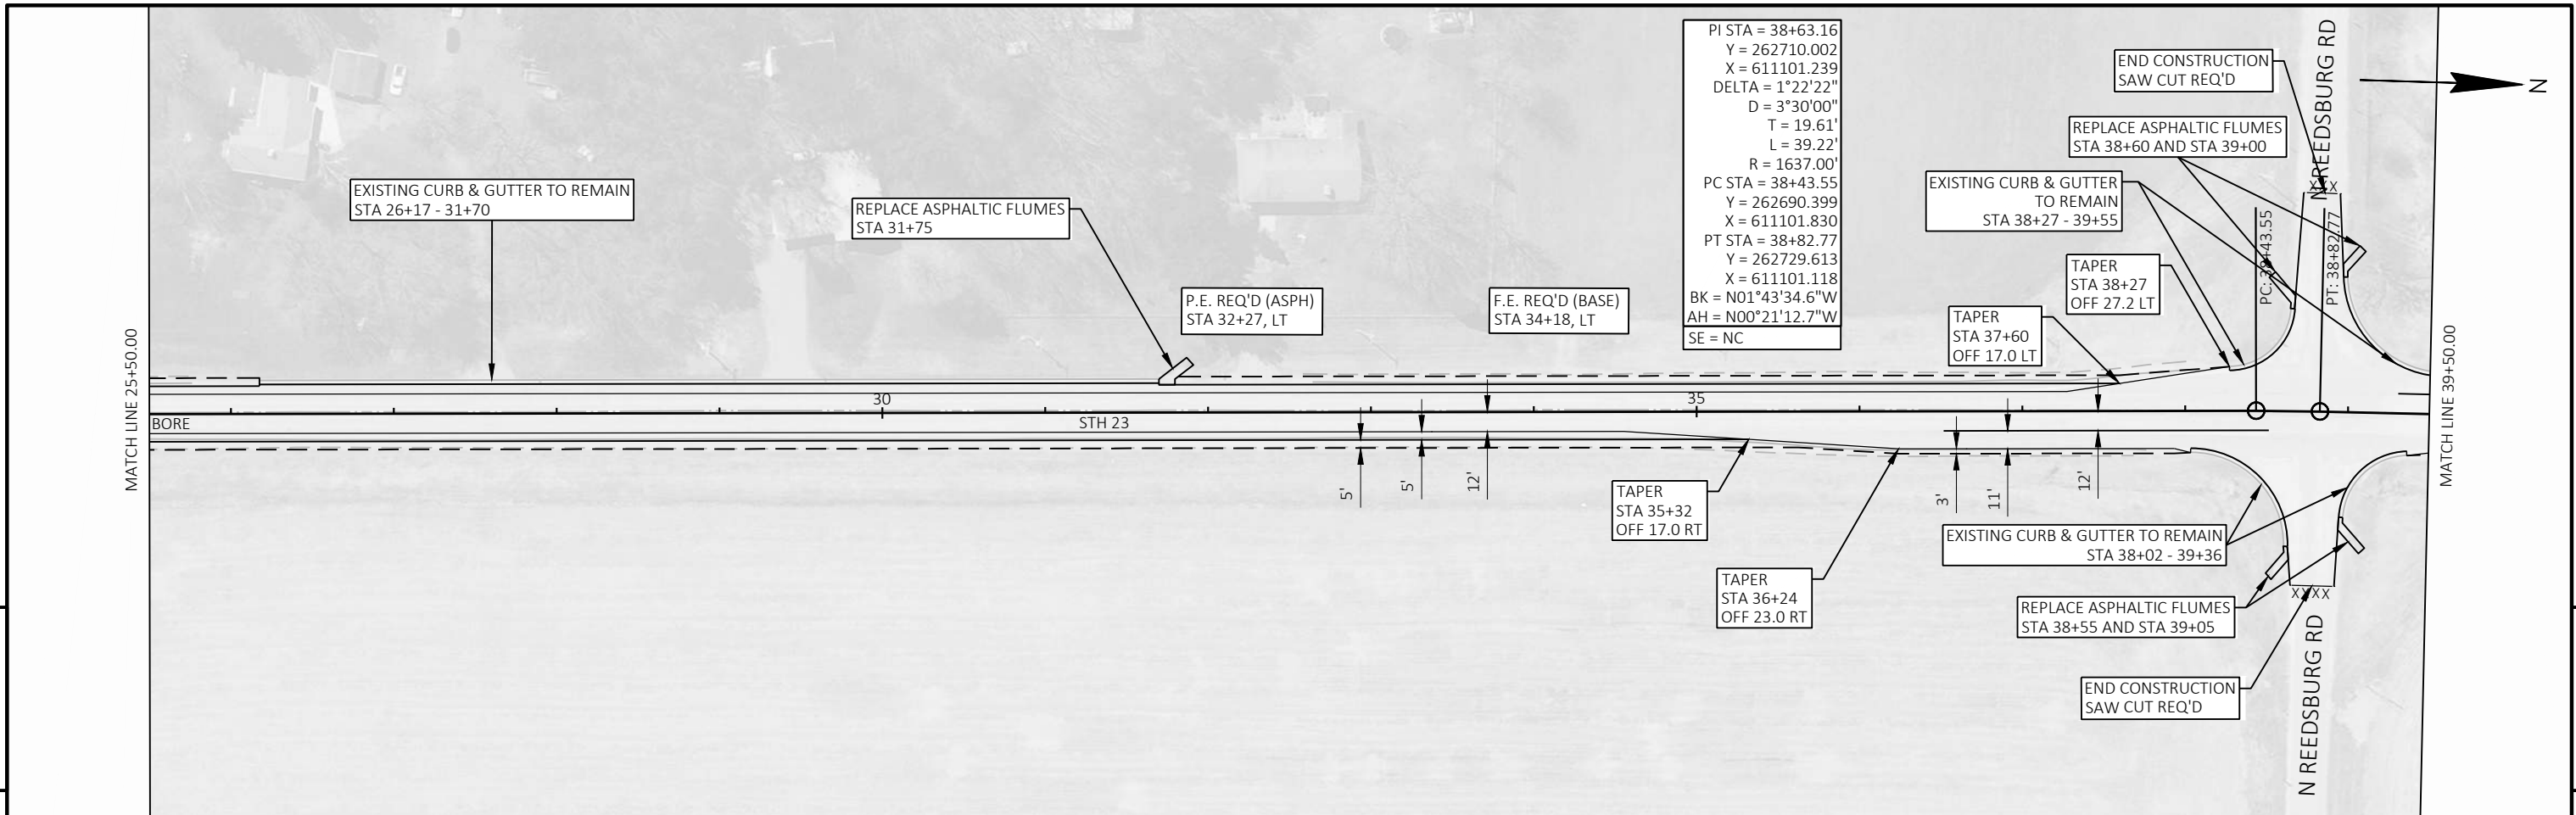 PI STA = 38+63.16
Y = 262710.002
X = 611101.239
DELTA = 1°22'22"
D = 3°30'00"
T = 19.61'
L = 39.22'
R = 1637.00'
PC STA = 38+43.55
Y = 262690.399
X = 611101.830
PT STA = 38+82.77
Y = 262729.613
X = 611101.118
BK = N01°43'34.6"W
AH = N00°21'12.7"W
SE = NC
END CONSTRUCTION
SAW CUT REQ'D
N REEDSBURG RD
N
REPLACE ASPHALTIC FLUMES
STA 38+60 AND STA 39+00
EXISTING CURB & GUTTER TO REMAIN
STA 26+17 - 31+70
REPLACE ASPHALTIC FLUMES
STA 31+75
EXISTING CURB & GUTTER
TO REMAIN
STA 38+27 - 39+55
XXX
PC: 38+43.55
PT: 38+82.77
TAPER
STA 38+27
OFF 27.2 LT
P.E. REQ'D (ASPH)
STA 32+27, LT
F.E. REQ'D (BASE)
STA 34+18, LT
TAPER
STA 37+60
OFF 17.0 LT
MATCH LINE 25+50.00
MATCH LINE 39+50.00
30
35
BORE
STH 23
5'
5'
12'
3'
11'
12'
TAPER
STA 35+32
OFF 17.0 RT
EXISTING CURB & GUTTER TO REMAIN
STA 38+02 - 39+36
TAPER
STA 36+24
OFF 23.0 RT
XXXX
REPLACE ASPHALTIC FLUMES
STA 38+55 AND STA 39+05
N REEDSBURG RD
END CONSTRUCTION
SAW CUT REQ'D